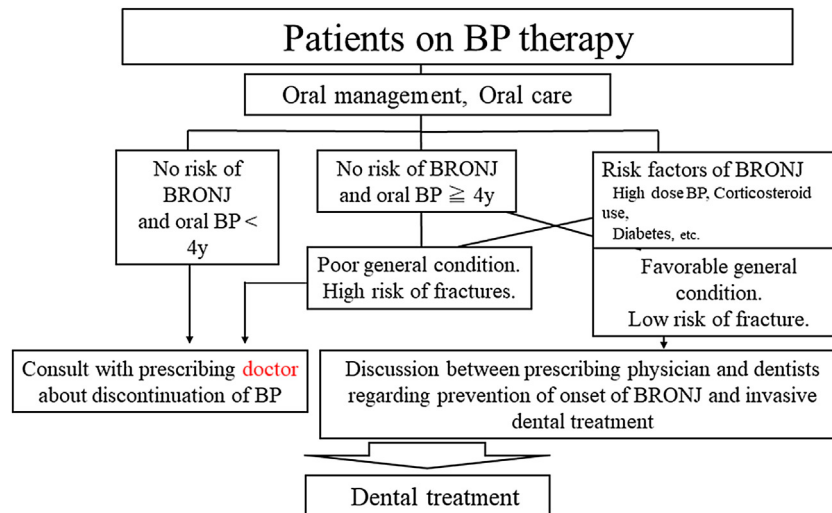 Patients on BP therapy
Oral management, Oral care
No risk of
BRONJ
and oral BP <
4y
No risk of BRONJ
and oral BP ≧ 4y
Risk factors of BRONJ
High dose BP, Corticosteroid
use,
Diabetes, etc.
Poor general condition.
High risk of fractures.
Favorable general
condition.
Low risk of fracture.
Consult with prescribing doctor
about discontinuation of BP
Discussion between prescribing physician and dentists
regarding prevention of onset of BRONJ and invasive
dental treatment
Dental treatment